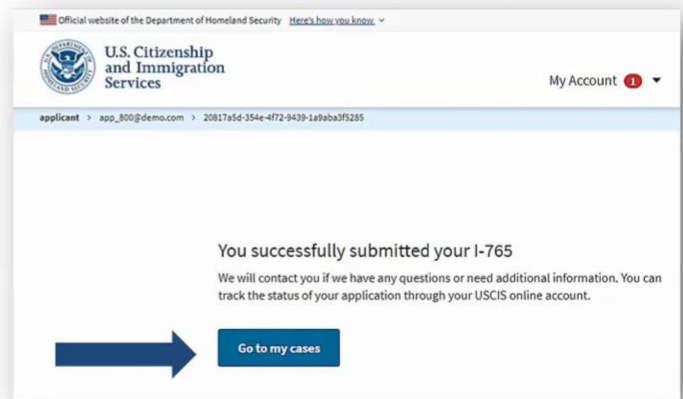 Official website of the Department of Homeland Security Here's how you know
U.S. Citizenship
and Immigration
Services
My Account 1
applicant > app_800@demo.com > 20817a5d-354e-4f72-9439-1a9aba3f5285
You successfully submitted your I-765
We will contact you if we have any questions or need additional information. You can
track the status of your application through your USCIS online account.
Go to my cases